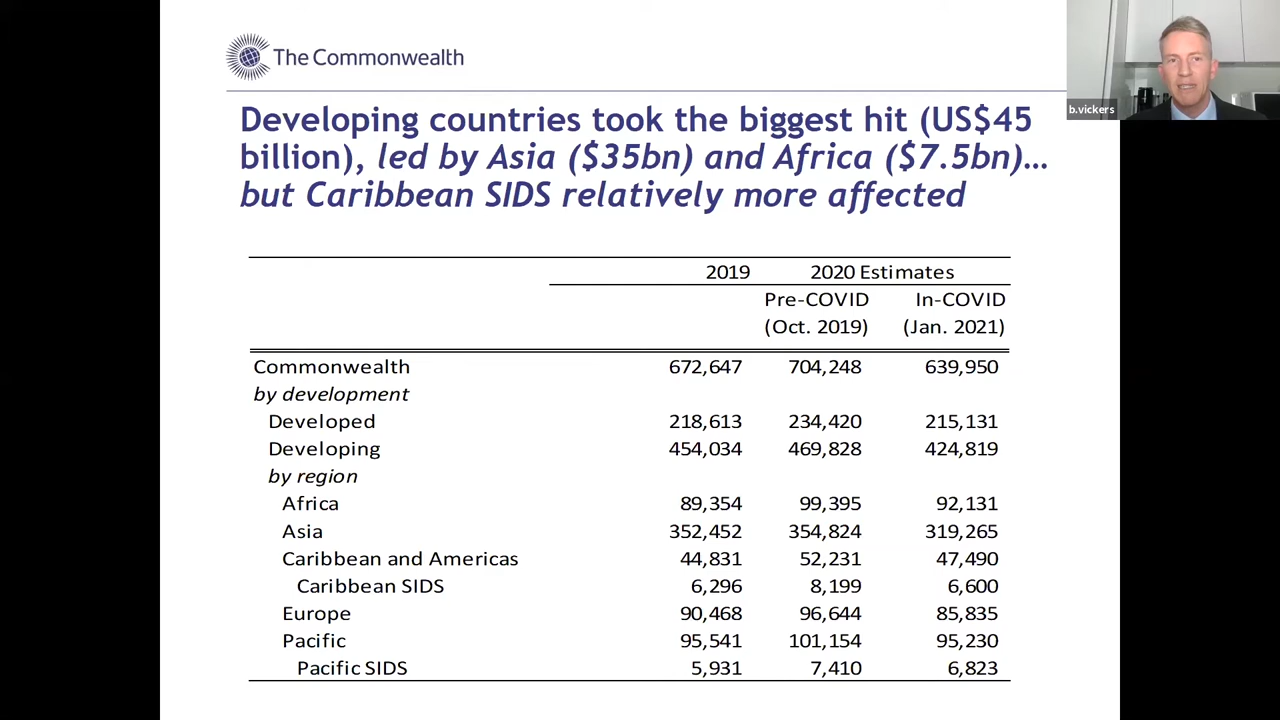 The Commonwealth
b.vickers
Developing countries took the biggest hit (US$45
billion), led by Asia ($35bn) and Africa ($7.5bn)…
but Caribbean SIDS relatively more affected
2019 2020 Estimates
Pre-COVID In-COVID
(Oct. 2019) (Jan. 2021)
Commonwealth 672,647 704,248 639,950
by development
Developed 218,613 234,420 215,131
Developing 454,034 469,828 424,819
by region
Africa 89,354 99,395 92,131
Asia 352,452 354,824 319,265
Caribbean and Americas 44,831 52,231 47,490
Caribbean SIDS 6,296 8,199 6,600
Europe 90,468 96,644 85,835
Pacific 95,541 101,154 95,230
Pacific SIDS 5,931 7,410 6,823